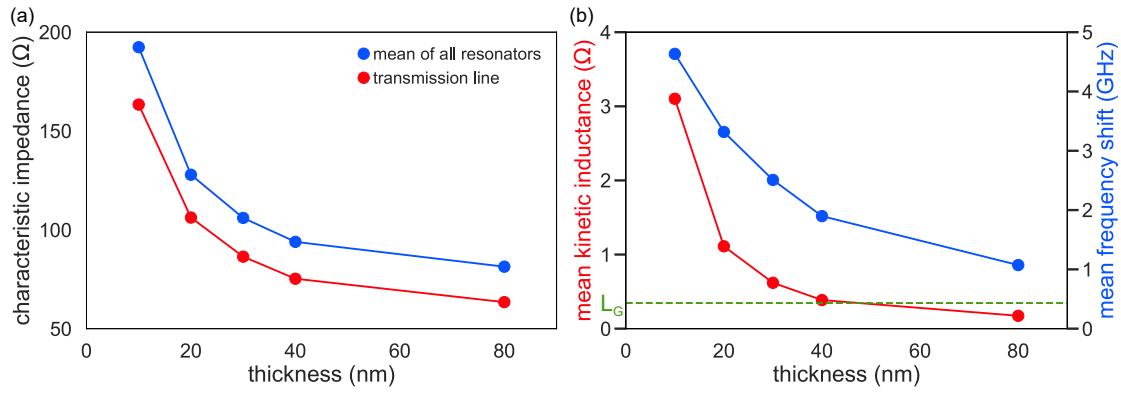 (a)
characteristic impedance (Ω)
200
150
100
50
0
20
40
60
80
thickness (nm)
mean of all resonators
transmission line
(b)
mean kinetic inductance (Ω)
4
3
2
1
0
L_G
0
20
40
60
80
thickness (nm)
5
4
3
2
1
0
mean frequency shift (GHz)